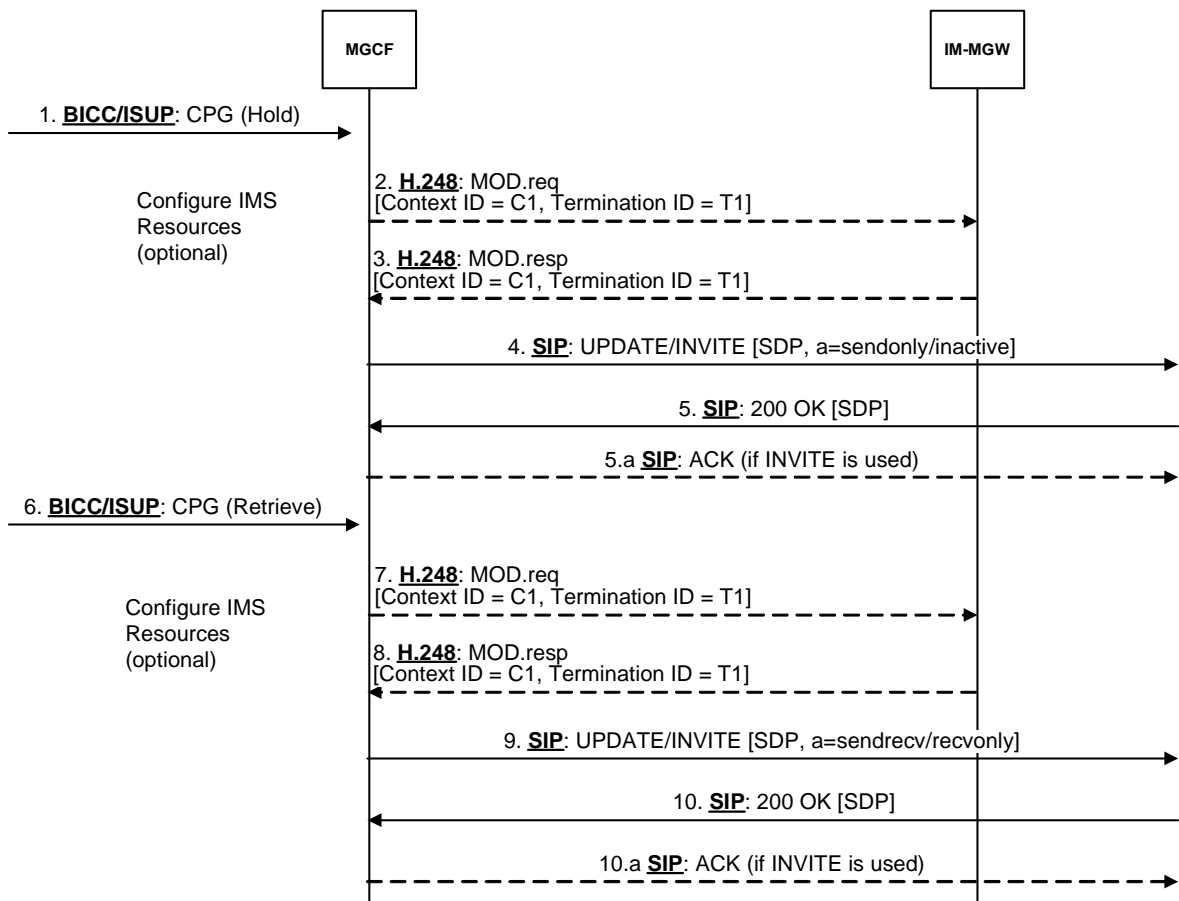 MGCF
IM-MGW
1. BICC/ISUP: CPG (Hold)
2. H.248: MOD.req
[Context ID = C1, Termination ID = T1]
Configure IMS
Resources
(optional)
3. H.248: MOD.resp
[Context ID = C1, Termination ID = T1]
4. SIP: UPDATE/INVITE [SDP, a=sendonly/inactive]
5. SIP: 200 OK [SDP]
5.a SIP: ACK (if INVITE is used)
6. BICC/ISUP: CPG (Retrieve)
7. H.248: MOD.req
[Context ID = C1, Termination ID = T1]
Configure IMS
Resources
(optional)
8. H.248: MOD.resp
[Context ID = C1, Termination ID = T1]
9. SIP: UPDATE/INVITE [SDP, a=sendrecv/recvonly]
10. SIP: 200 OK [SDP]
10.a SIP: ACK (if INVITE is used)